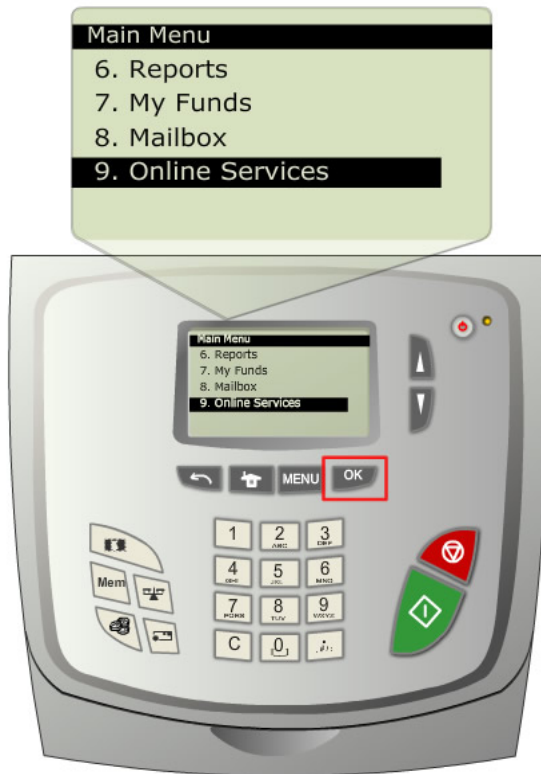 Main Menu
6. Reports
7. My Funds
8. Mailbox
9. Online Services
Main Menu
6. Reports
7. My Funds
8. Mailbox
9. Online Services
MENU
OK
1
2
ABC
3
DEF
Mem
4
GHI
5
JKL
6
MNO
7
PQRS
8
TUV
9
WXYZ
C
0